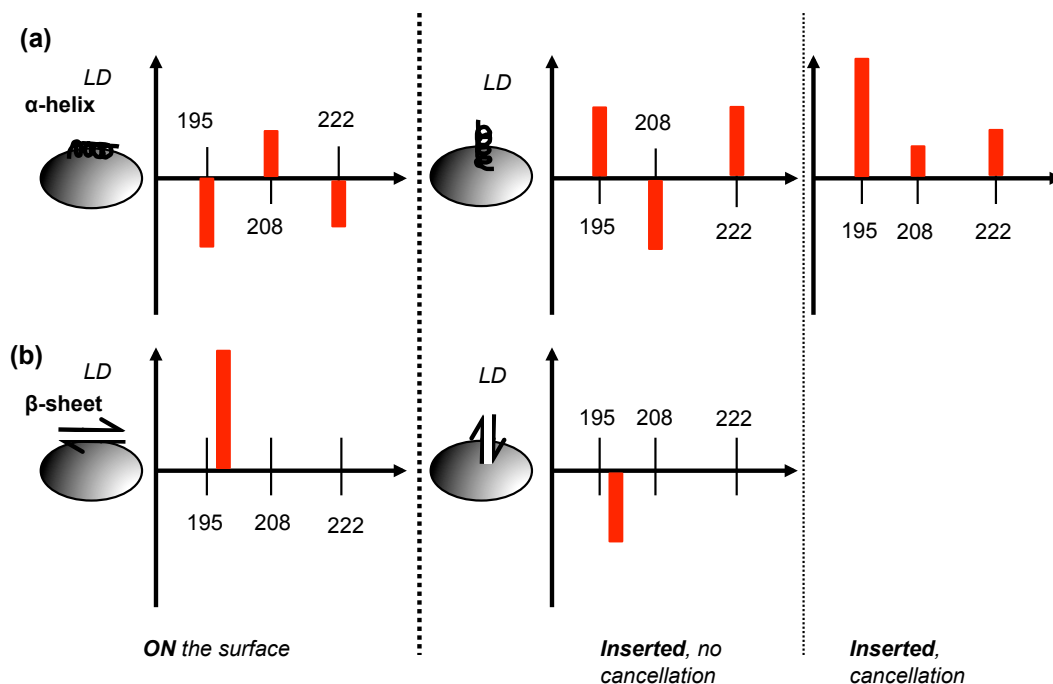 (a)
LD
α-helix
195
222
208
LD
208
195
222
195
208
222
(b)
LD
β-sheet
195
208
222
LD
195
208
222
ON the surface
Inserted, no
cancellation
Inserted,
cancellation